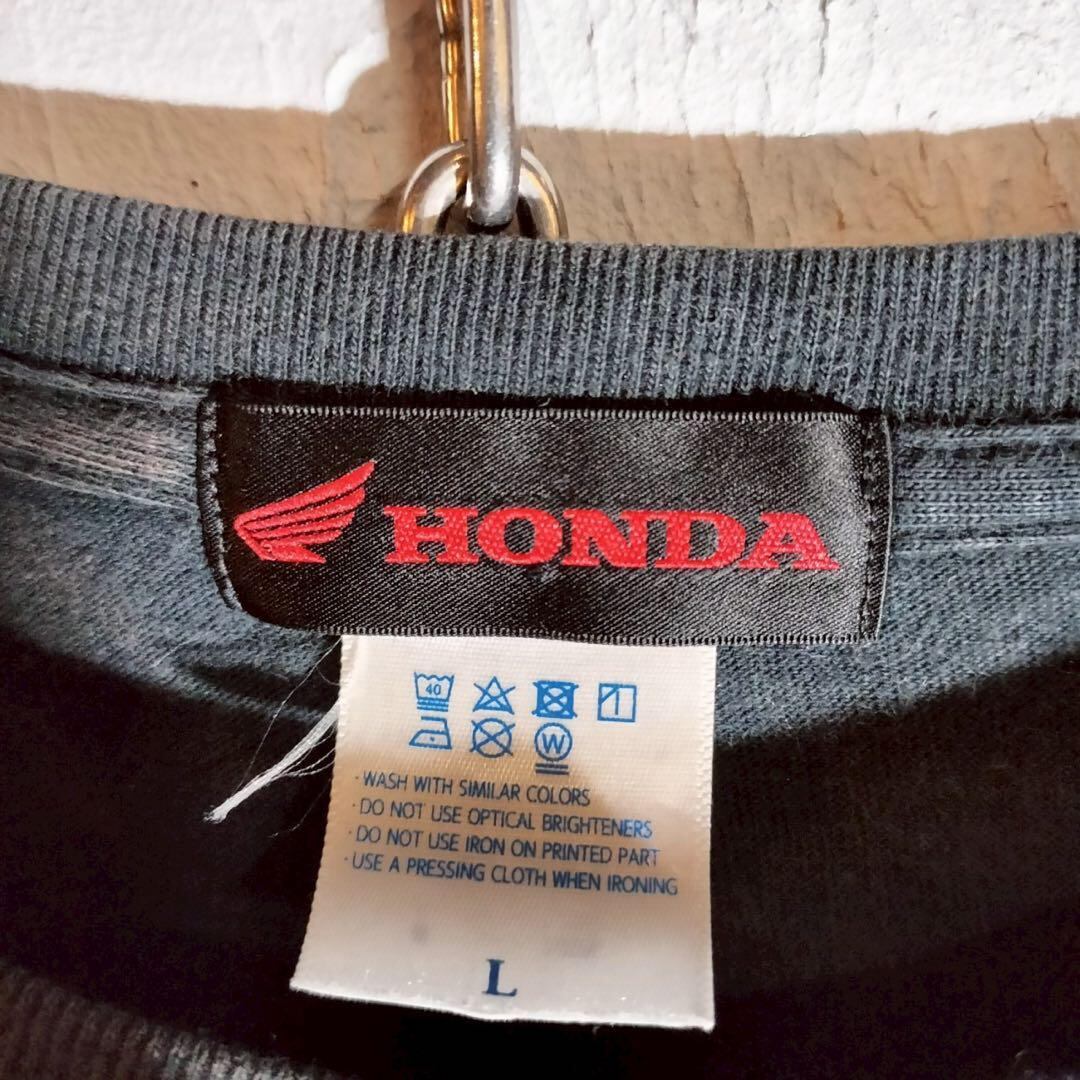 HONDA
40
W
· WASH WITH SIMILAR COLORS
· DO NOT USE OPTICAL BRIGHTENERS
· DO NOT USE IRON ON PRINTED PART
· USE A PRESSING CLOTH WHEN IRONING
L